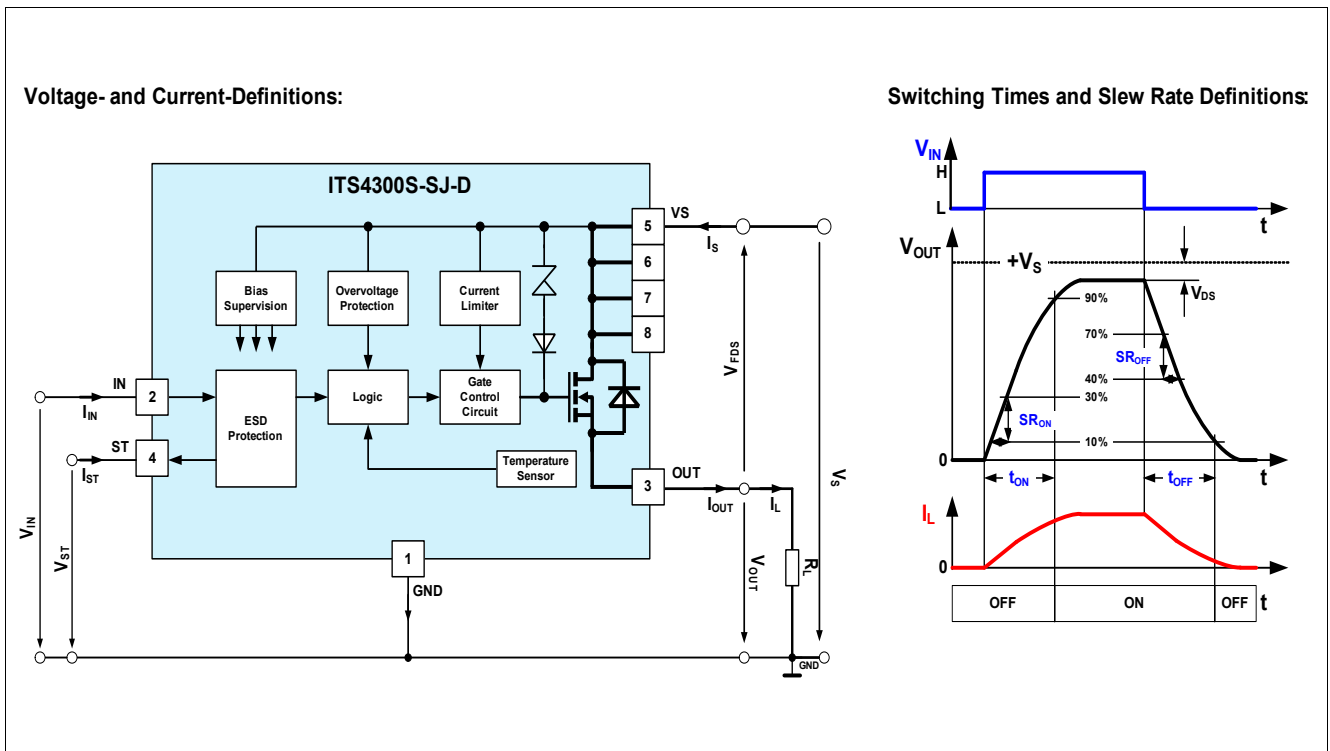 Voltage- and Current-Definitions:
Switching Times and Slew Rate Definitions:
ITS4300S-SJ-D
VS
5
6
7
8
IS
Bias
Supervision
Overvoltage
Protection
Current
Limiter
VFDS
IN
2
IIN
ESD
Protection
Logic
Gate
Control
Circuit
ST
4
IST
Temperature
Sensor
OUT
3
IOUT
IL
VS
VIN
VST
1
GND
VOUT
RL
GND
VIN
H
L
t
VOUT
+VS
VDS
90%
70%
SROFF
40%
30%
SRON
10%
0
tON
tOFF
t
IL
0
OFF
ON
OFF
t